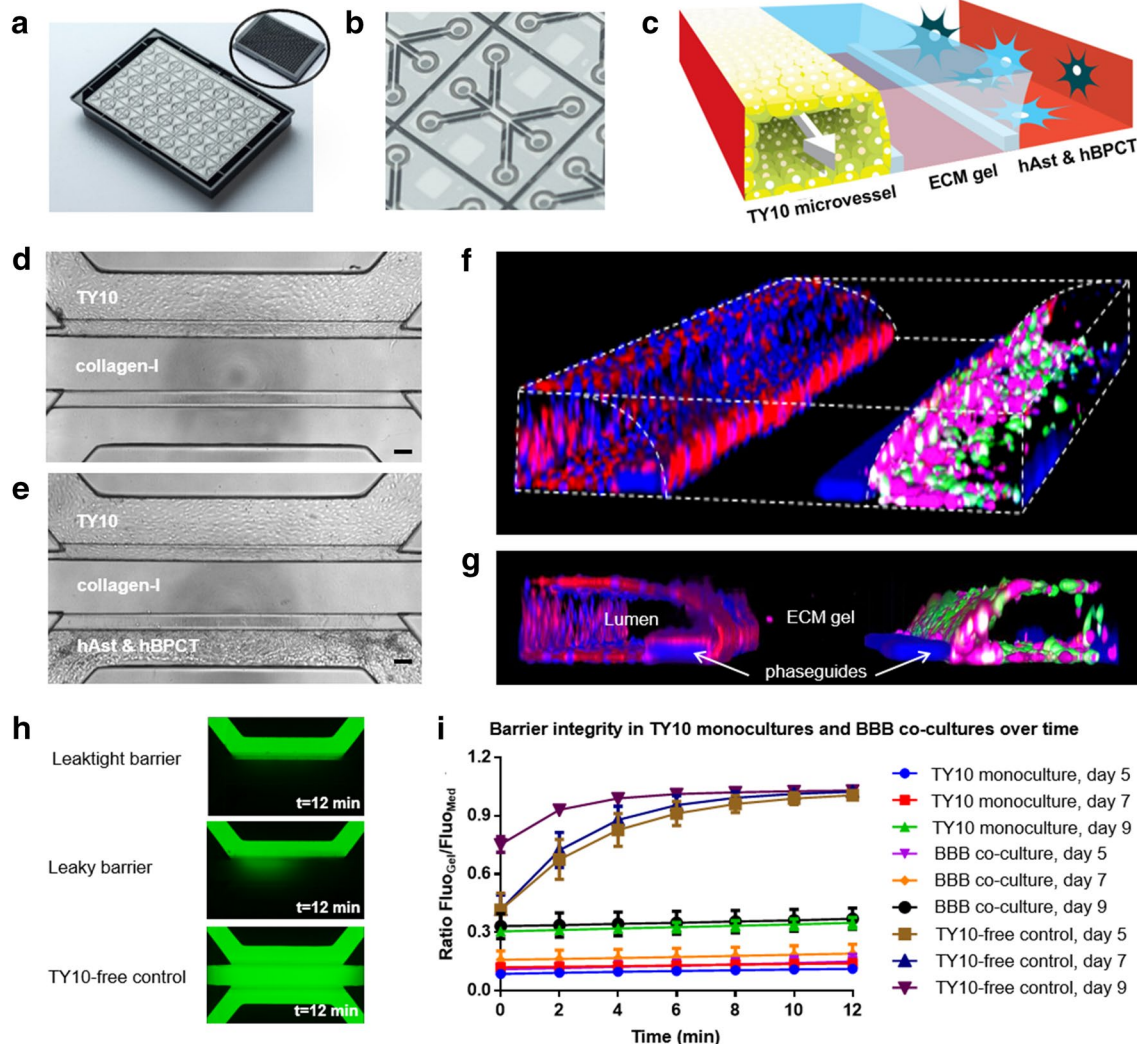 a
b
c
TY10 microvessel
ECM gel
hAst & hBPCT
d
TY10
collagen-I
e
TY10
collagen-I
hAst & hBPCT
f
g
Lumen
ECM gel
phaseguides
h
Leaktight barrier
t=12 min
Leaky barrier
t=12 min
TY10-free control
t=12 min
i
Barrier integrity in TY10 monocultures and BBB co-cultures over time
Ratio FluoGel/FluoMed
1.2
0.9
0.6
0.3
0.0
0 2 4 6 8 10 12
Time (min)
TY10 monoculture, day 5
TY10 monoculture, day 7
TY10 monoculture, day 9
BBB co-culture, day 5
BBB co-culture, day 7
BBB co-culture, day 9
TY10-free control, day 5
TY10-free control, day 7
TY10-free control, day 9